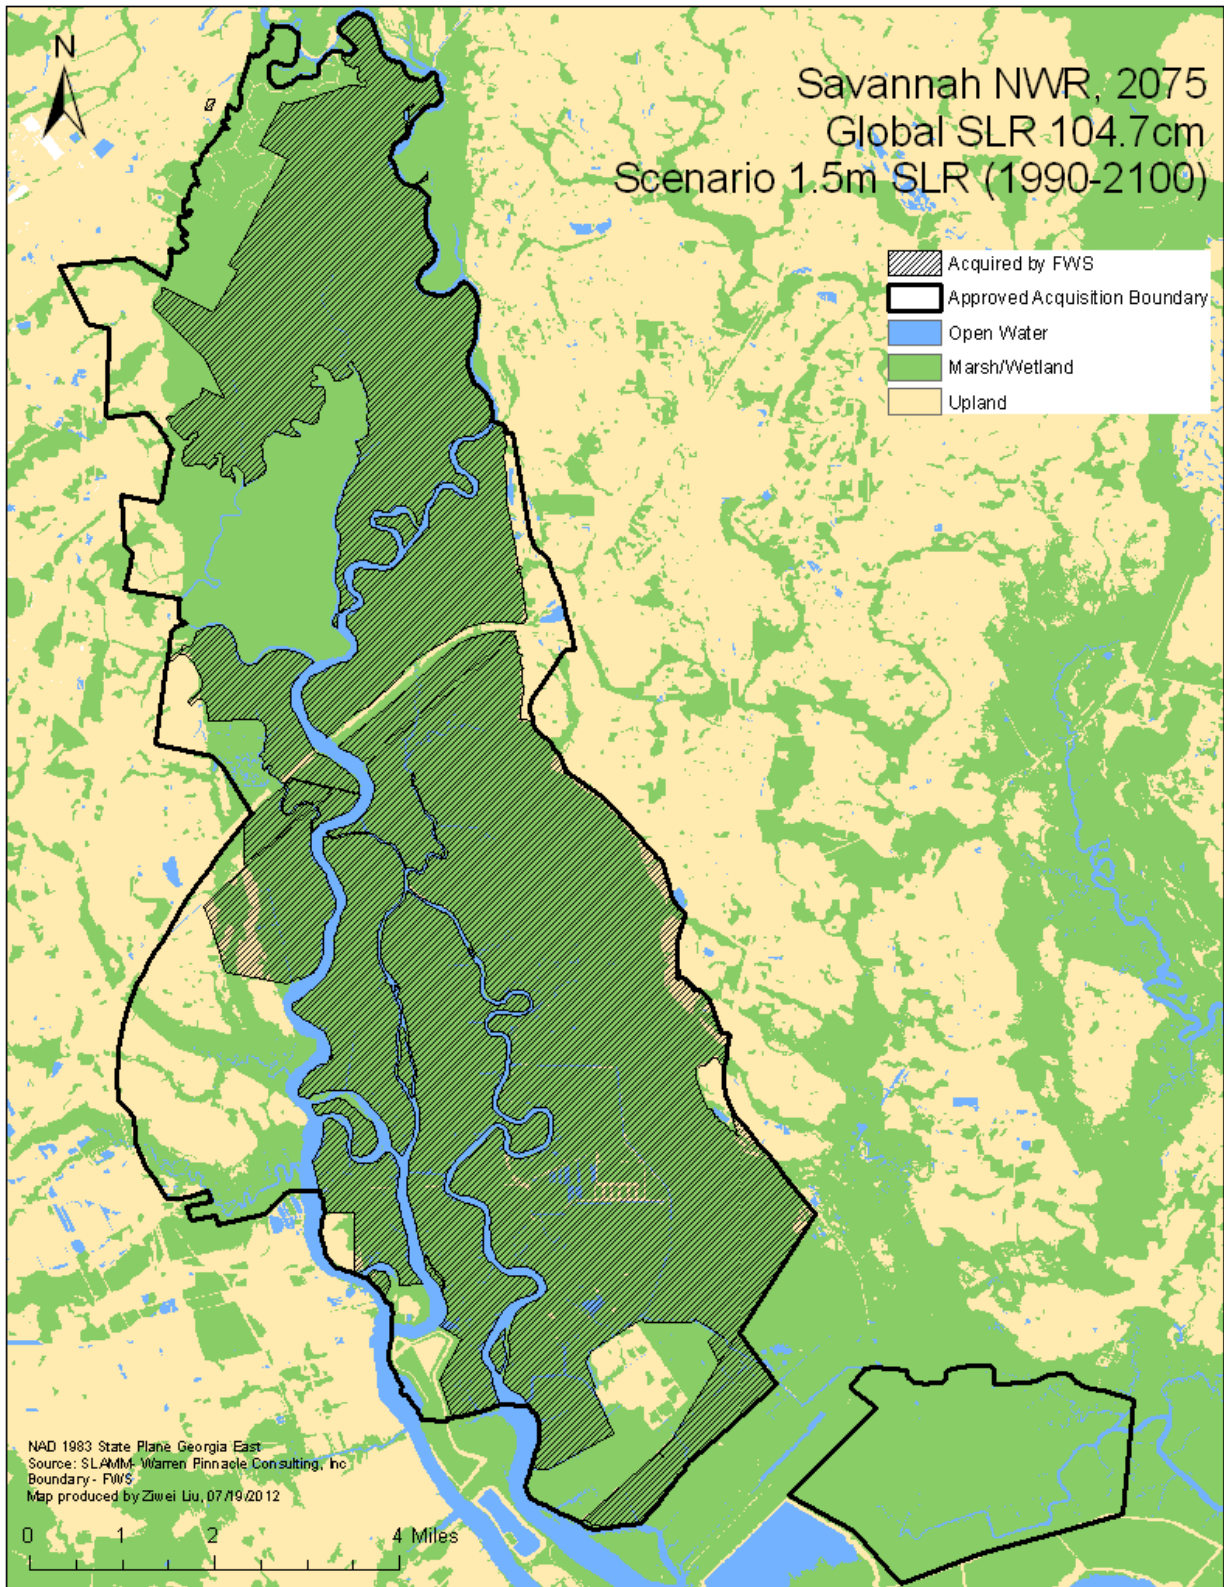 N
Savannah NWR, 2075
Global SLR 104.7cm
Scenario 1.5m SLR (1990-2100)
Acquired by FWS
Approved Acquisition Boundary
Open Water
Marsh/Wetland
Upland
NAD 1983 State Plane Georgia East
Source: SLAMM- Warren Pinnacle Consulting, Inc
Boundary - FWS
Map produced by Ziwei Liu, 07/19/2012
0 1 2 4 Miles